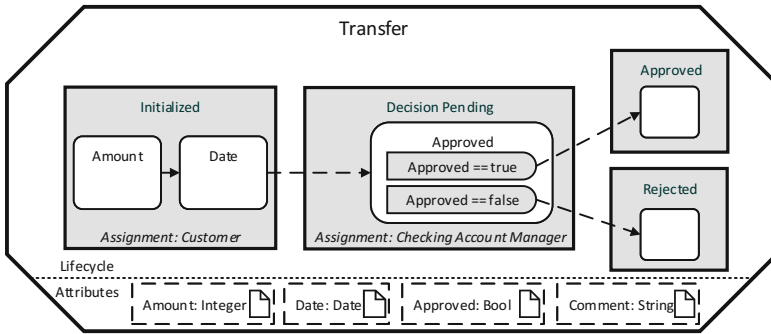 Transfer
Initialized
Amount
Date
Assignment: Customer
Decision Pending
Approved
Approved == true
Approved == false
Assignment: Checking Account Manager
Approved
Rejected
Lifecycle
Attributes
Amount: Integer
Date: Date
Approved: Bool
Comment: String